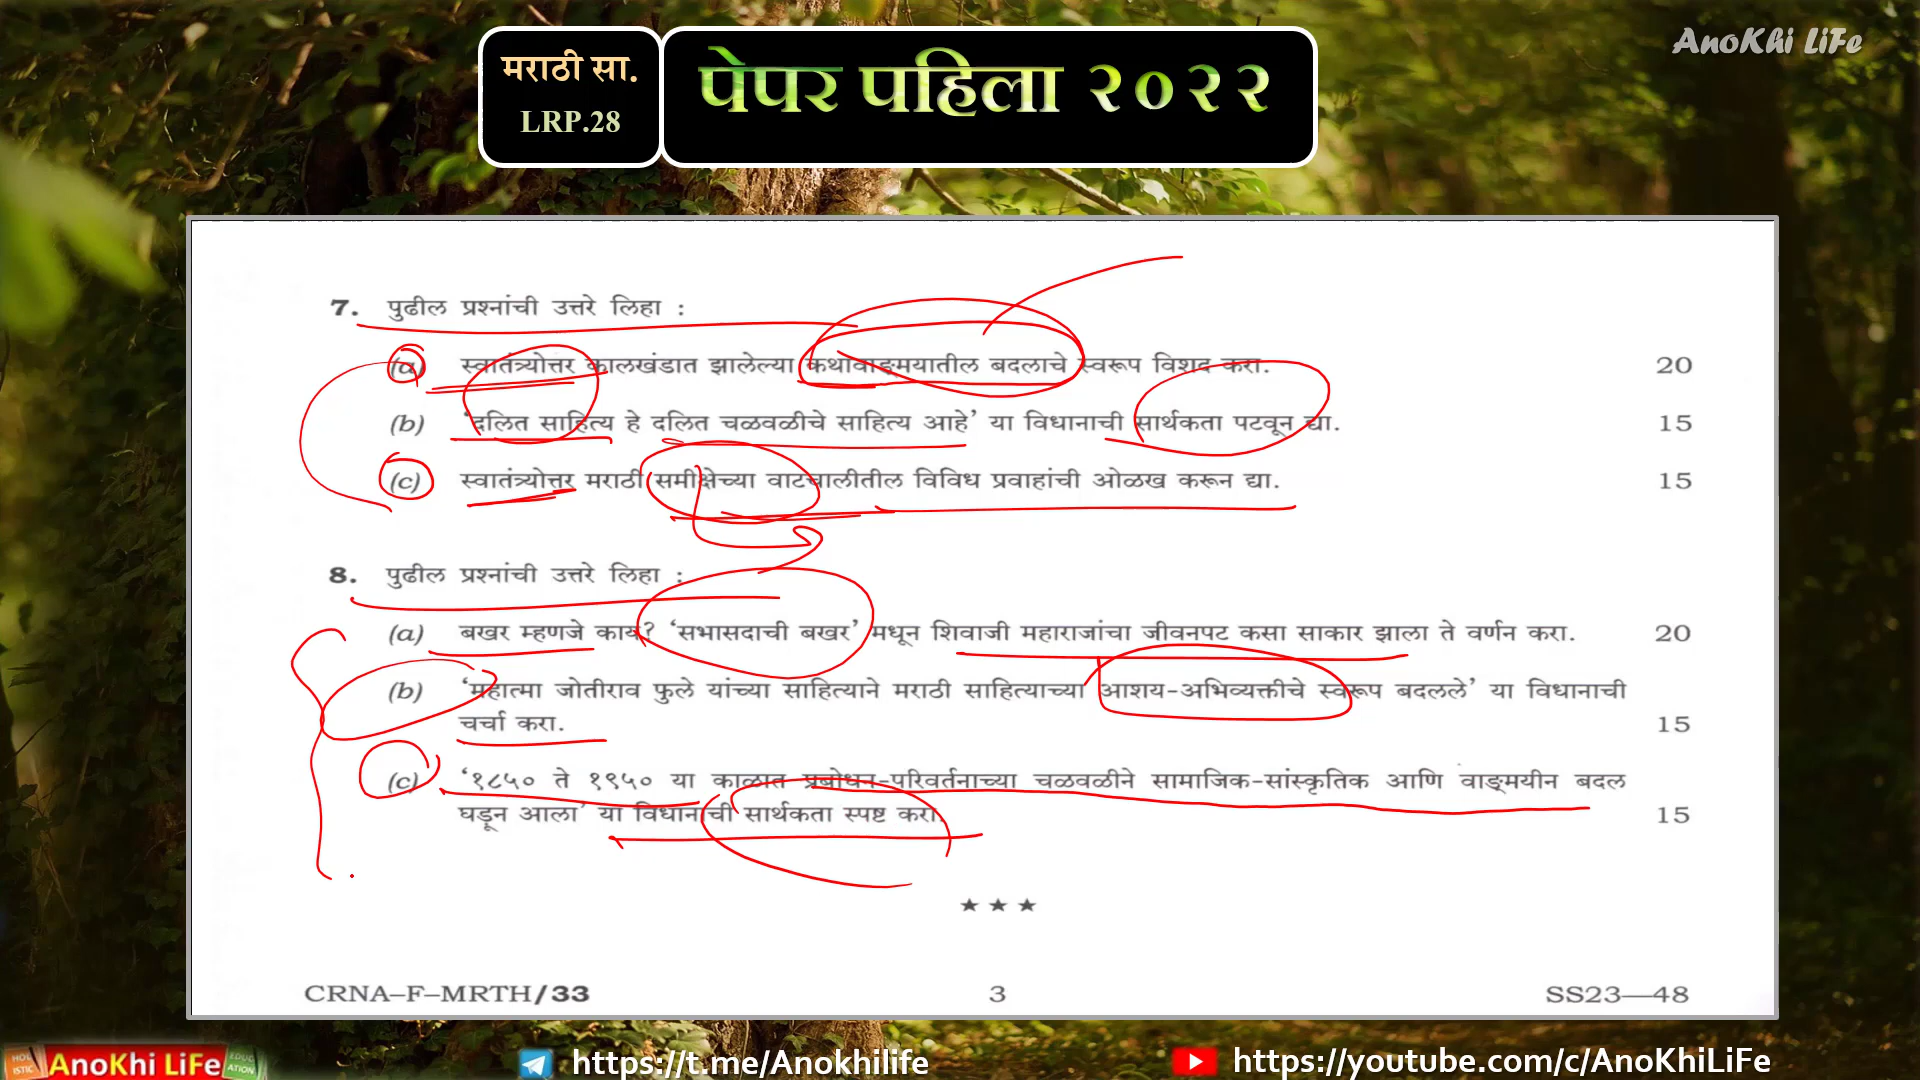 AnoKhi LiFe
मराठी सा.
LRP.28
पेपर पहिला २०२२
7. पुढील प्रश्नांची उत्तरे लिहा :
(a) स्वातंत्र्योत्तर कालखंडात झालेल्या कथावाङ्मयातील बदलाचे स्वरूप विशद करा. 20
(b) 'दलित साहित्य हे दलित चळवळीचे साहित्य आहे' या विधानाची सार्थकता पटवून द्या. 15
(c) स्वातंत्र्योत्तर मराठी समीक्षेच्या वाटचालीतील विविध प्रवाहांची ओळख करून द्या. 15
8. पुढील प्रश्नांची उत्तरे लिहा :
(a) बखर म्हणजे काय? 'सभासदाची बखर' मधून शिवाजी महाराजांचा जीवनपट कसा साकार झाला ते वर्णन करा. 20
(b) 'महात्मा जोतीराव फुले यांच्या साहित्याने मराठी साहित्याच्या आशय-अभिव्यक्तीचे स्वरूप बदलले' या विधानाची
चर्चा करा. 15
(c) '१८५० ते १९५० या काळात प्रबोधन-परिवर्तनाच्या चळवळीने सामाजिक-सांस्कृतिक आणि वाङ्मयीन बदल
घडून आला' या विधानाची सार्थकता स्पष्ट करा. 15
★ ★ ★
CRNA–F–MRTH/33 3 SS23—48
HOLISTIC AnoKhi LiFe EDUCATION
https://t.me/Anokhilife
https://youtube.com/c/AnoKHiLiFe